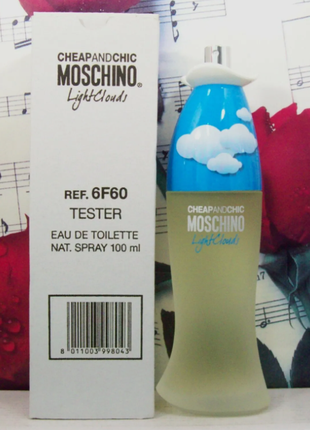 CHEAPANDCHIC
MOSCHINO®
LightClouds
REF. 6F60
TESTER
EAU DE TOILETTE
NAT. SPRAY 100 ml
8 011003 998043
CHEAPANDCHIC
MOSCHINO
LightClouds